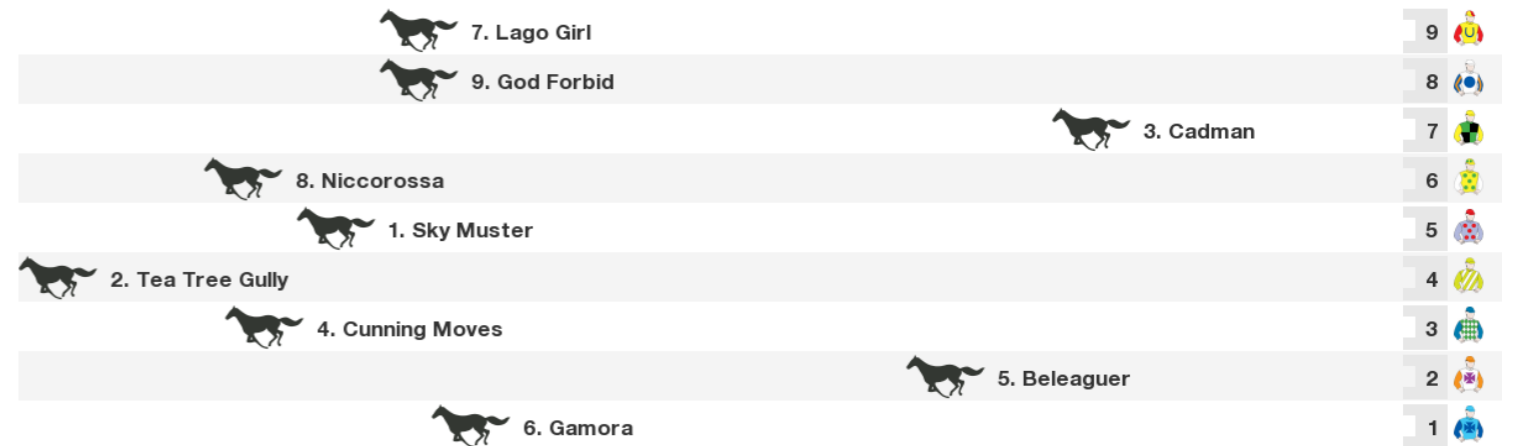 7. Lago Girl 9
9. God Forbid 8
3. Cadman 7
8. Niccorossa 6
1. Sky Muster 5
2. Tea Tree Gully 4
4. Cunning Moves 3
5. Beleaguer 2
6. Gamora 1